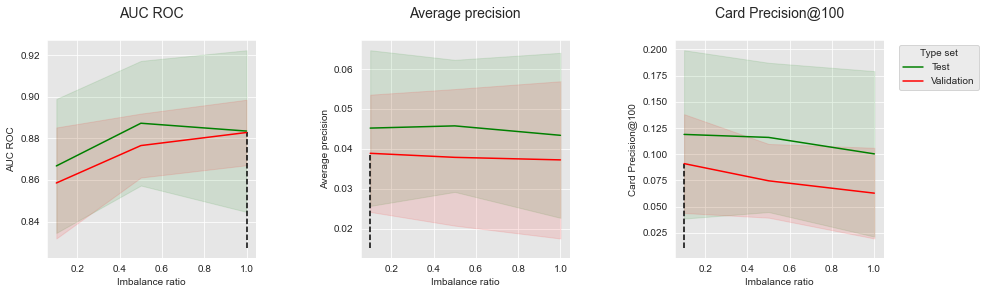 AUC ROC
AUC ROC
0.92
0.90
0.88
0.86
0.84
0.2 0.4 0.6 0.8 1.0
Imbalance ratio
Average precision
Average precision
0.06
0.05
0.04
0.03
0.02
0.2 0.4 0.6 0.8 1.0
Imbalance ratio
Card Precision@100
Card Precision@100
0.200
0.175
0.150
0.125
0.100
0.075
0.050
0.025
0.2 0.4 0.6 0.8 1.0
Imbalance ratio
Type set
Test
Validation